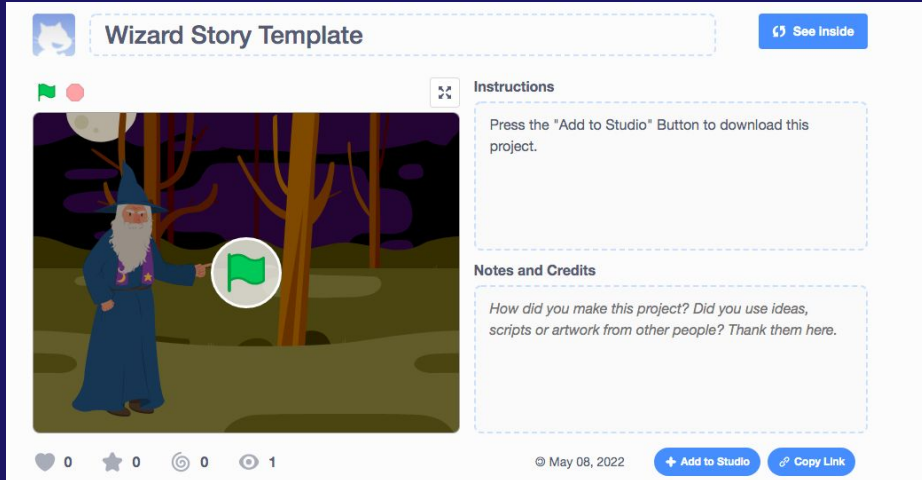 Wizard Story Template
See Inside
Instructions
Press the "Add to Studio" Button to download this
project.
Notes and Credits
How did you make this project? Did you use ideas,
scripts or artwork from other people? Thank them here.
0
0
0
1
© May 08, 2022
+ Add to Studio
Copy Link